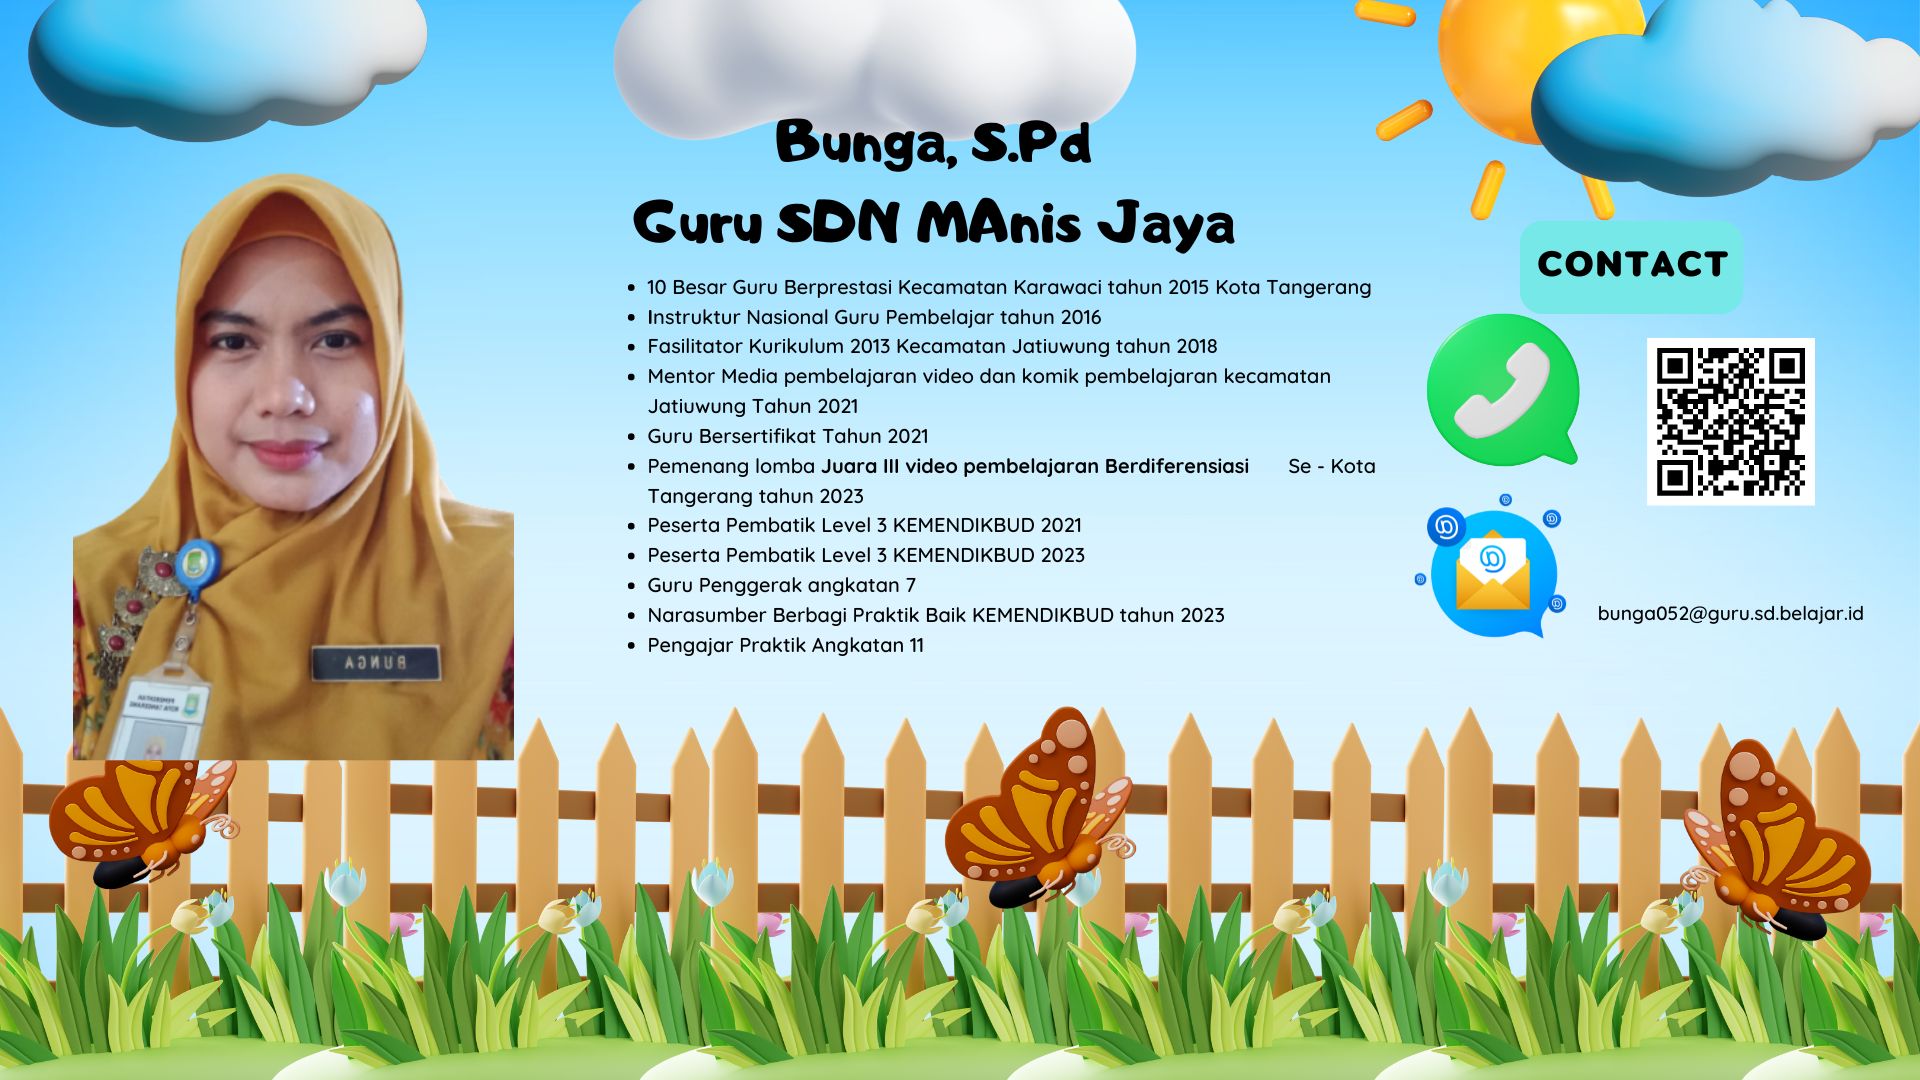 Bunga, S.Pd
Guru SDN MAnis Jaya
• 10 Besar Guru Berprestasi Kecamatan Karawaci tahun 2015 Kota Tangerang
• Instruktur Nasional Guru Pembelajar tahun 2016
• Fasilitator Kurikulum 2013 Kecamatan Jatiuwung tahun 2018
• Mentor Media pembelajaran video dan komik pembelajaran kecamatan
Jatiuwung Tahun 2021
• Guru Bersertifikat Tahun 2021
• Pemenang lomba Juara III video pembelajaran Berdiferensiasi Se - Kota
Tangerang tahun 2023
• Peserta Pembatik Level 3 KEMENDIKBUD 2021
• Peserta Pembatik Level 3 KEMENDIKBUD 2023
• Guru Penggerak angkatan 7
• Narasumber Berbagi Praktik Baik KEMENDIKBUD tahun 2023
• Pengajar Praktik Angkatan 11
CONTACT
bunga052@guru.sd.belajar.id
BUNGA
PEMERINTAH
KOTA TANGERANG